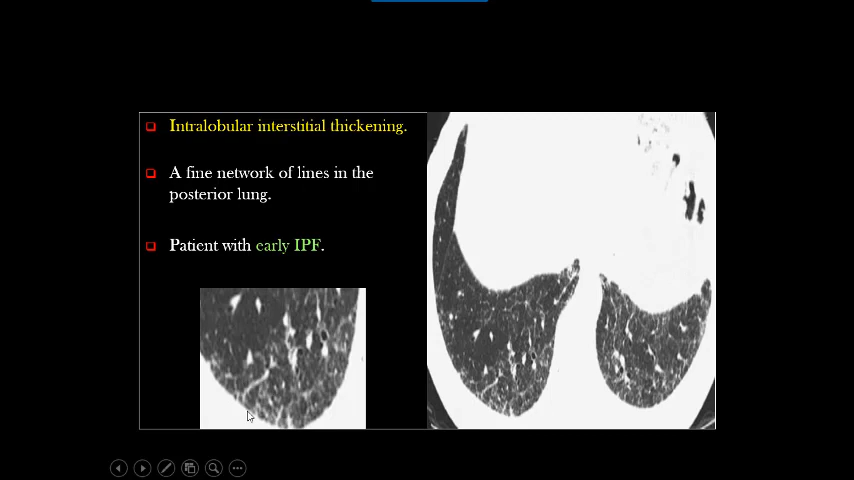 Intralobular interstitial thickening.
A fine network of lines in the
posterior lung.
Patient with early IPF.